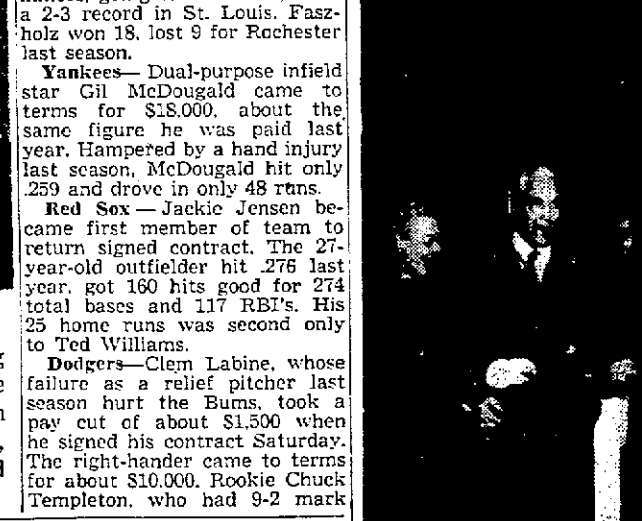 a 2-3 record in St. Louis. Fasz-
holz won 18, lost 9 for Rochester
last season.
Yankees— Dual-purpose infield
star Gil McDougald came to
terms for $18,000, about the
same figure he was paid last
year. Hampered by a hand injury
last season, McDougald hit only
.259 and drove in only 48 runs.
Red Sox — Jackie Jensen be-
came first member of team to
return signed contract. The 27-
year-old outfielder hit .276 last
year, got 160 hits good for 274
total bases and 117 RBI's. His
25 home runs was second only
to Ted Williams.
Dodgers—Clem Labine, whose
failure as a relief pitcher last
season hurt the Bums, took a
pay cut of about $1,500 when
he signed his contract Saturday.
The right-hander came to terms
for about $10,000. Rookie Chuck
Templeton, who had 9-2 mark